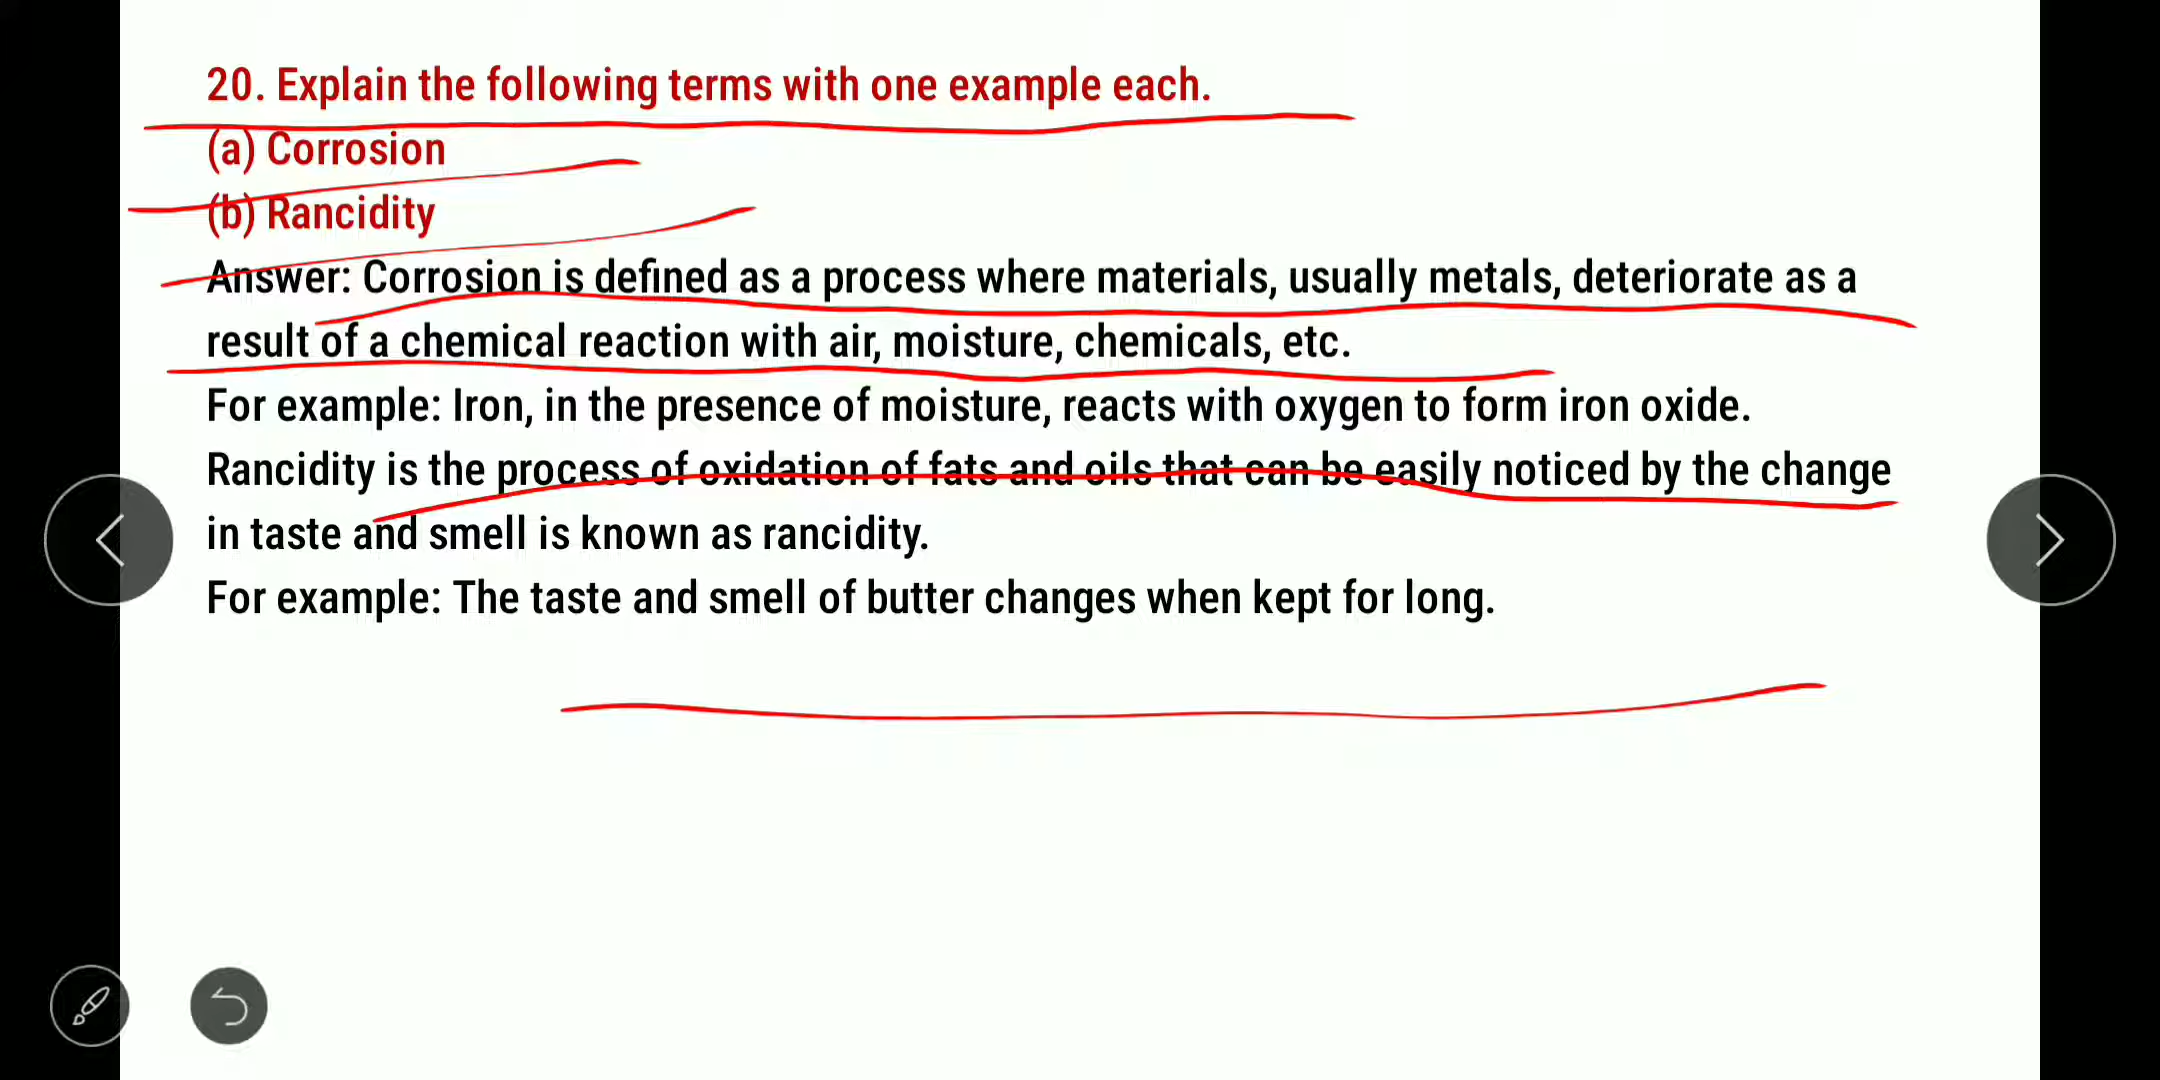 20. Explain the following terms with one example each.
(a) Corrosion
(b) Rancidity
Answer: Corrosion is defined as a process where materials, usually metals, deteriorate as a
result of a chemical reaction with air, moisture, chemicals, etc.
For example: Iron, in the presence of moisture, reacts with oxygen to form iron oxide.
Rancidity is the process of oxidation of fats and oils that can be easily noticed by the change
in taste and smell is known as rancidity.
For example: The taste and smell of butter changes when kept for long.